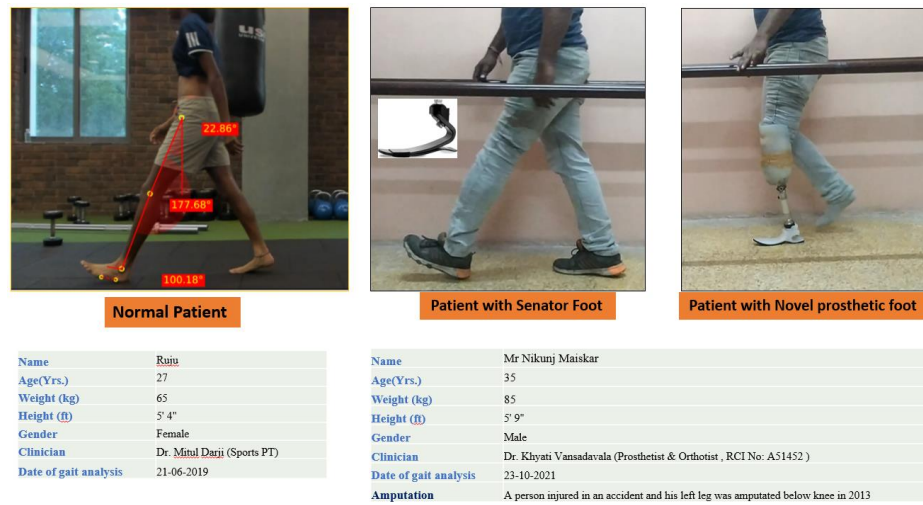 22.86°
177.68°
100.18°
Normal Patient
Patient with Senator Foot
Patient with Novel prosthetic foot
Name Ruju
Age(Yrs.) 27
Weight (kg) 65
Height (ft) 5' 4"
Gender Female
Clinician Dr. Mitul Darji (Sports PT)
Date of gait analysis 21-06-2019
Name Mr Nikunj Maiskar
Age(Yrs.) 35
Weight (kg) 85
Height (ft) 5' 9"
Gender Male
Clinician Dr. Khyati Vansadavala (Prosthetist & Orthotist , RCI No: A51452 )
Date of gait analysis 23-10-2021
Amputation A person injured in an accident and his left leg was amputated below knee in 2013